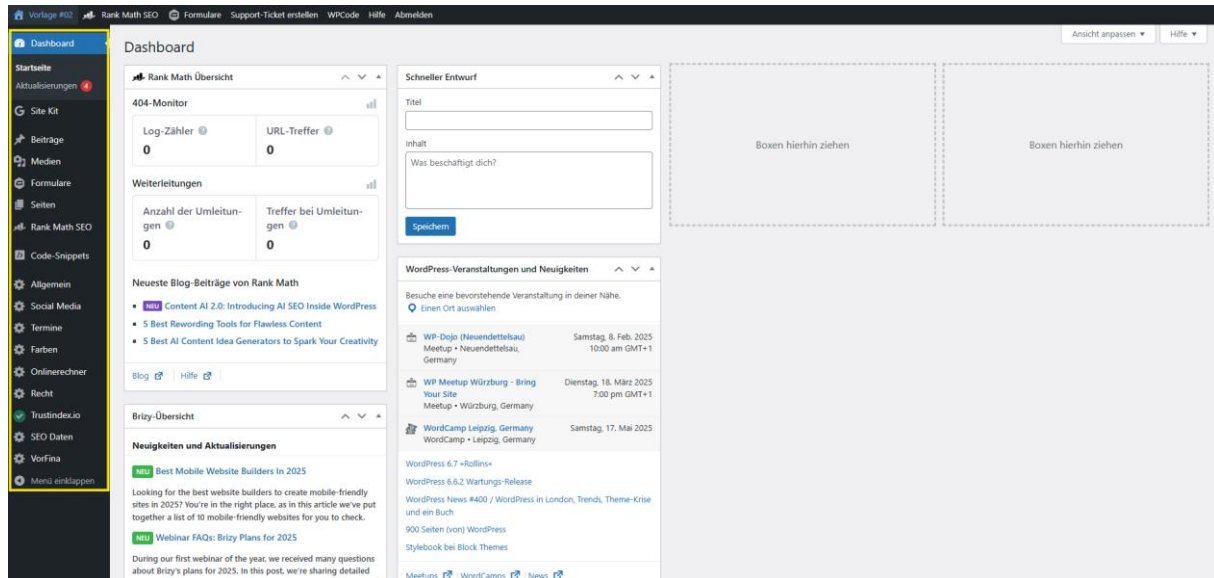 Vorlage #02 Rank Math SEO Formulare Support-Ticket erstellen WPCode Hilfe Abmelden
Dashboard
Startseite
Aktualisierungen 4
Site Kit
Beiträge
Medien
Formulare
Seiten
Rank Math SEO
Code-Snippets
Allgemein
Social Media
Termine
Farben
Onlinerechner
Recht
Trustindex.io
SEO Daten
VorFina
Menü einklappen
Ansicht anpassen
Hilfe
Dashboard
Rank Math Übersicht
404-Monitor
Log-Zähler
0
URL-Treffer
0
Weiterleitungen
Anzahl der Umleitun-
gen
0
Treffer bei Umleitun-
gen
0
Neueste Blog-Beiträge von Rank Math
NEU Content AI 2.0: Introducing AI SEO Inside WordPress
5 Best Rewording Tools for Flawless Content
5 Best AI Content Idea Generators to Spark Your Creativity
Blog Hilfe
Brizy-Übersicht
Neuigkeiten und Aktualisierungen
NEU Best Mobile Website Builders In 2025
Looking for the best website builders to create mobile-friendly
sites in 2025? You're in the right place, as in this article we've put
together a list of 10 mobile-friendly websites for you to check.
NEU Webinar FAQs: Brizy Plans for 2025
During our first webinar of the year, we received many questions
about Brizy's plans for 2025. In this post, we're sharing detailed
Schneller Entwurf
Titel
Inhalt
Was beschäftigt dich?
Speichern
WordPress-Veranstaltungen und Neuigkeiten
Besuche eine bevorstehende Veranstaltung in deiner Nähe.
Einen Ort auswählen
WP-Dojo (Neuendettelsau) Samstag, 8. Feb. 2025
Meetup • Neuendettelsau, 10:00 am GMT+1
Germany
WP Meetup Würzburg - Bring Dienstag, 18. März 2025
Your Site 7:00 pm GMT+1
Meetup • Würzburg, Germany
WordCamp Leipzig, Germany Samstag, 17. Mai 2025
WordCamp • Leipzig, Germany
WordPress 6.7 «Rollins»
WordPress 6.6.2 Wartungs-Release
WordPress News #400 / WordPress in London, Trends, Theme-Krise
und ein Buch
900 Seiten (von) WordPress
Stylebook bei Block Themes
Meetups WordCamps News
Boxen hierhin ziehen
Boxen hierhin ziehen